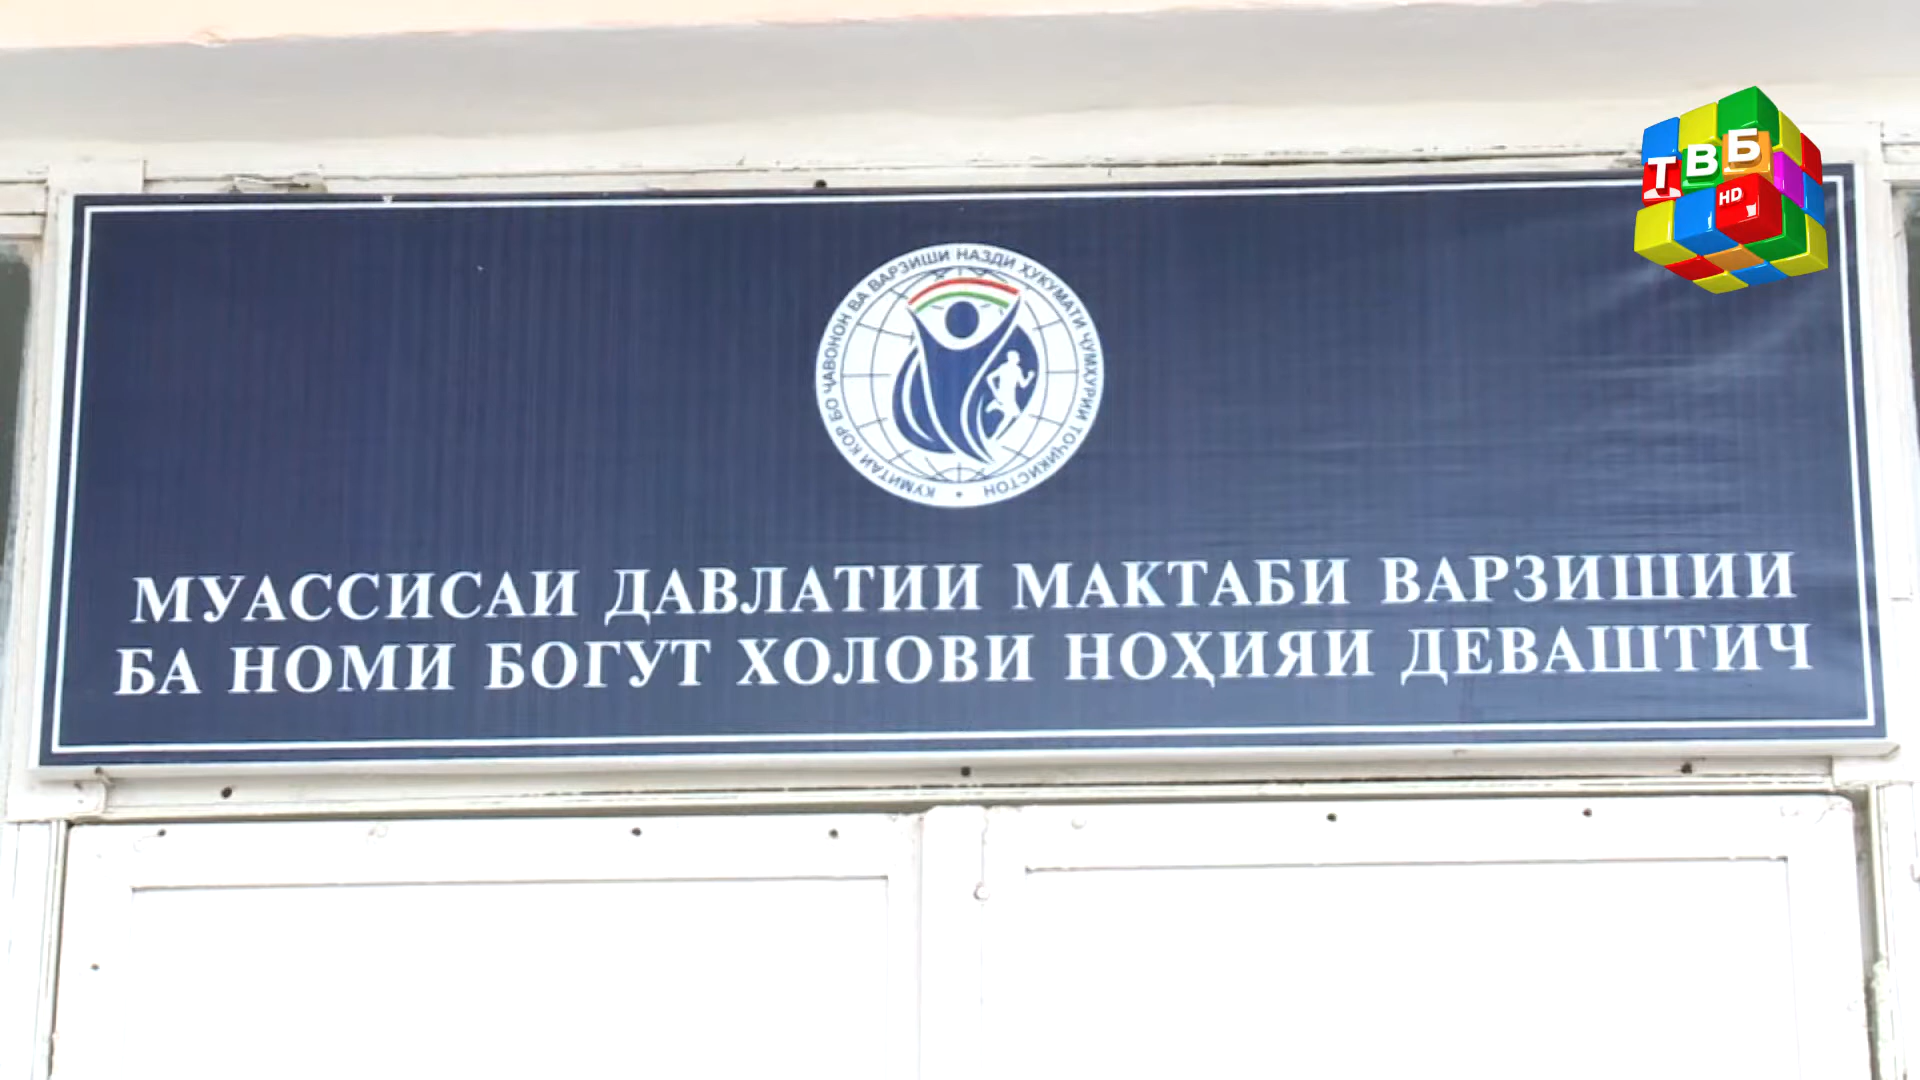 ТВБ
HD
КУМИТАИ КОР БО ҶАВОНОН ВА ВАРЗИШИ НАЗДИ ҲУКУМАТИ ҶУМҲУРИИ ТОҶИКИСТОН
МУАССИСАИ ДАВЛАТИИ МАКТАБИ ВАРЗИШИИ
БА НОМИ БОГУТ ХОЛОВИ НОҲИЯИ ДЕВАШТИЧ